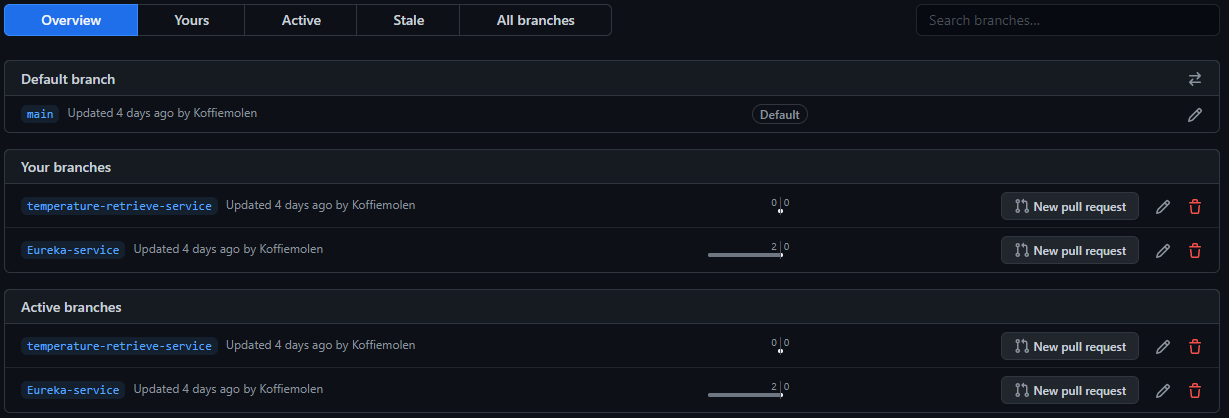 Overview Yours Active Stale All branches Search branches...
Default branch
main Updated 4 days ago by Koffiemolen Default
Your branches
temperature-retrieve-service Updated 4 days ago by Koffiemolen 0 | 0 New pull request
Eureka-service Updated 4 days ago by Koffiemolen 2 | 0 New pull request
Active branches
temperature-retrieve-service Updated 4 days ago by Koffiemolen 0 | 0 New pull request
Eureka-service Updated 4 days ago by Koffiemolen 2 | 0 New pull request